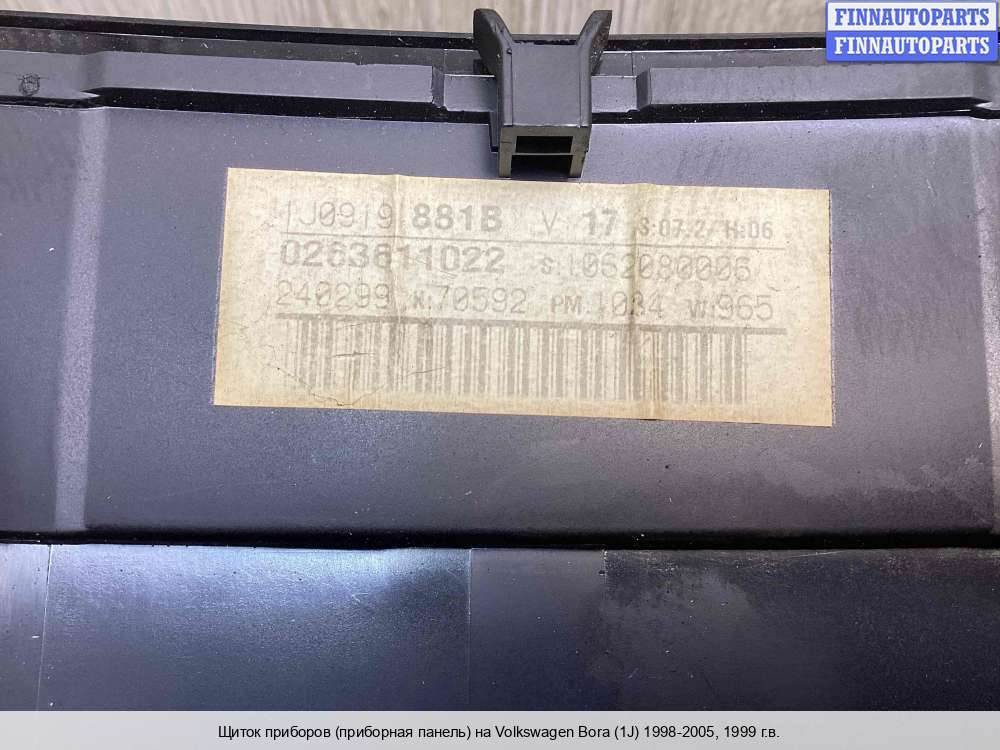 FINNAUTOPARTS
FINNAUTOPARTS
1J0919 881B V 17 S:07.2/H:06
0263611022 S:L062080006
240299 K:70592 PM:1034 W:965
Щиток приборов (приборная панель) на Volkswagen Bora (1J) 1998-2005, 1999 г.в.